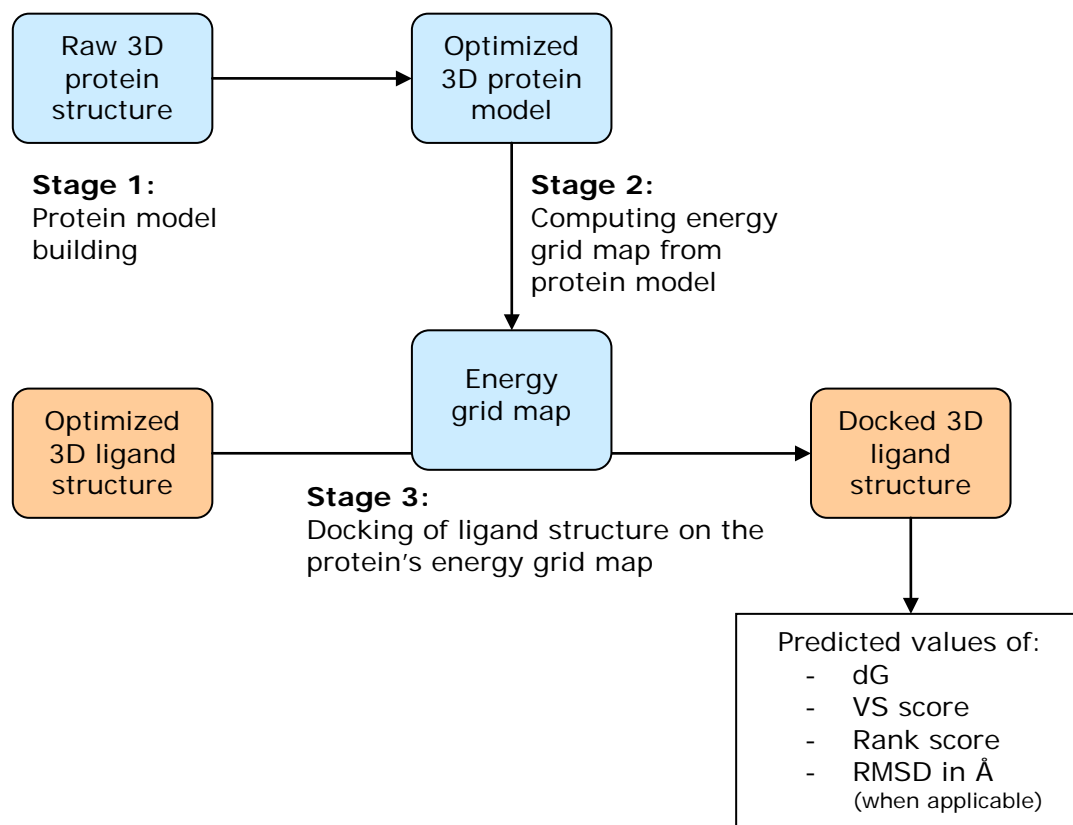 Raw 3D
protein
structure
Optimized
3D protein
model
Stage 1:
Protein model
building
Stage 2:
Computing energy
grid map from
protein model
Energy
grid map
Optimized
3D ligand
structure
Docked 3D
ligand
structure
Stage 3:
Docking of ligand structure on the
protein’s energy grid map
Predicted values of:
- dG
- VS score
- Rank score
- RMSD in Å
(when applicable)